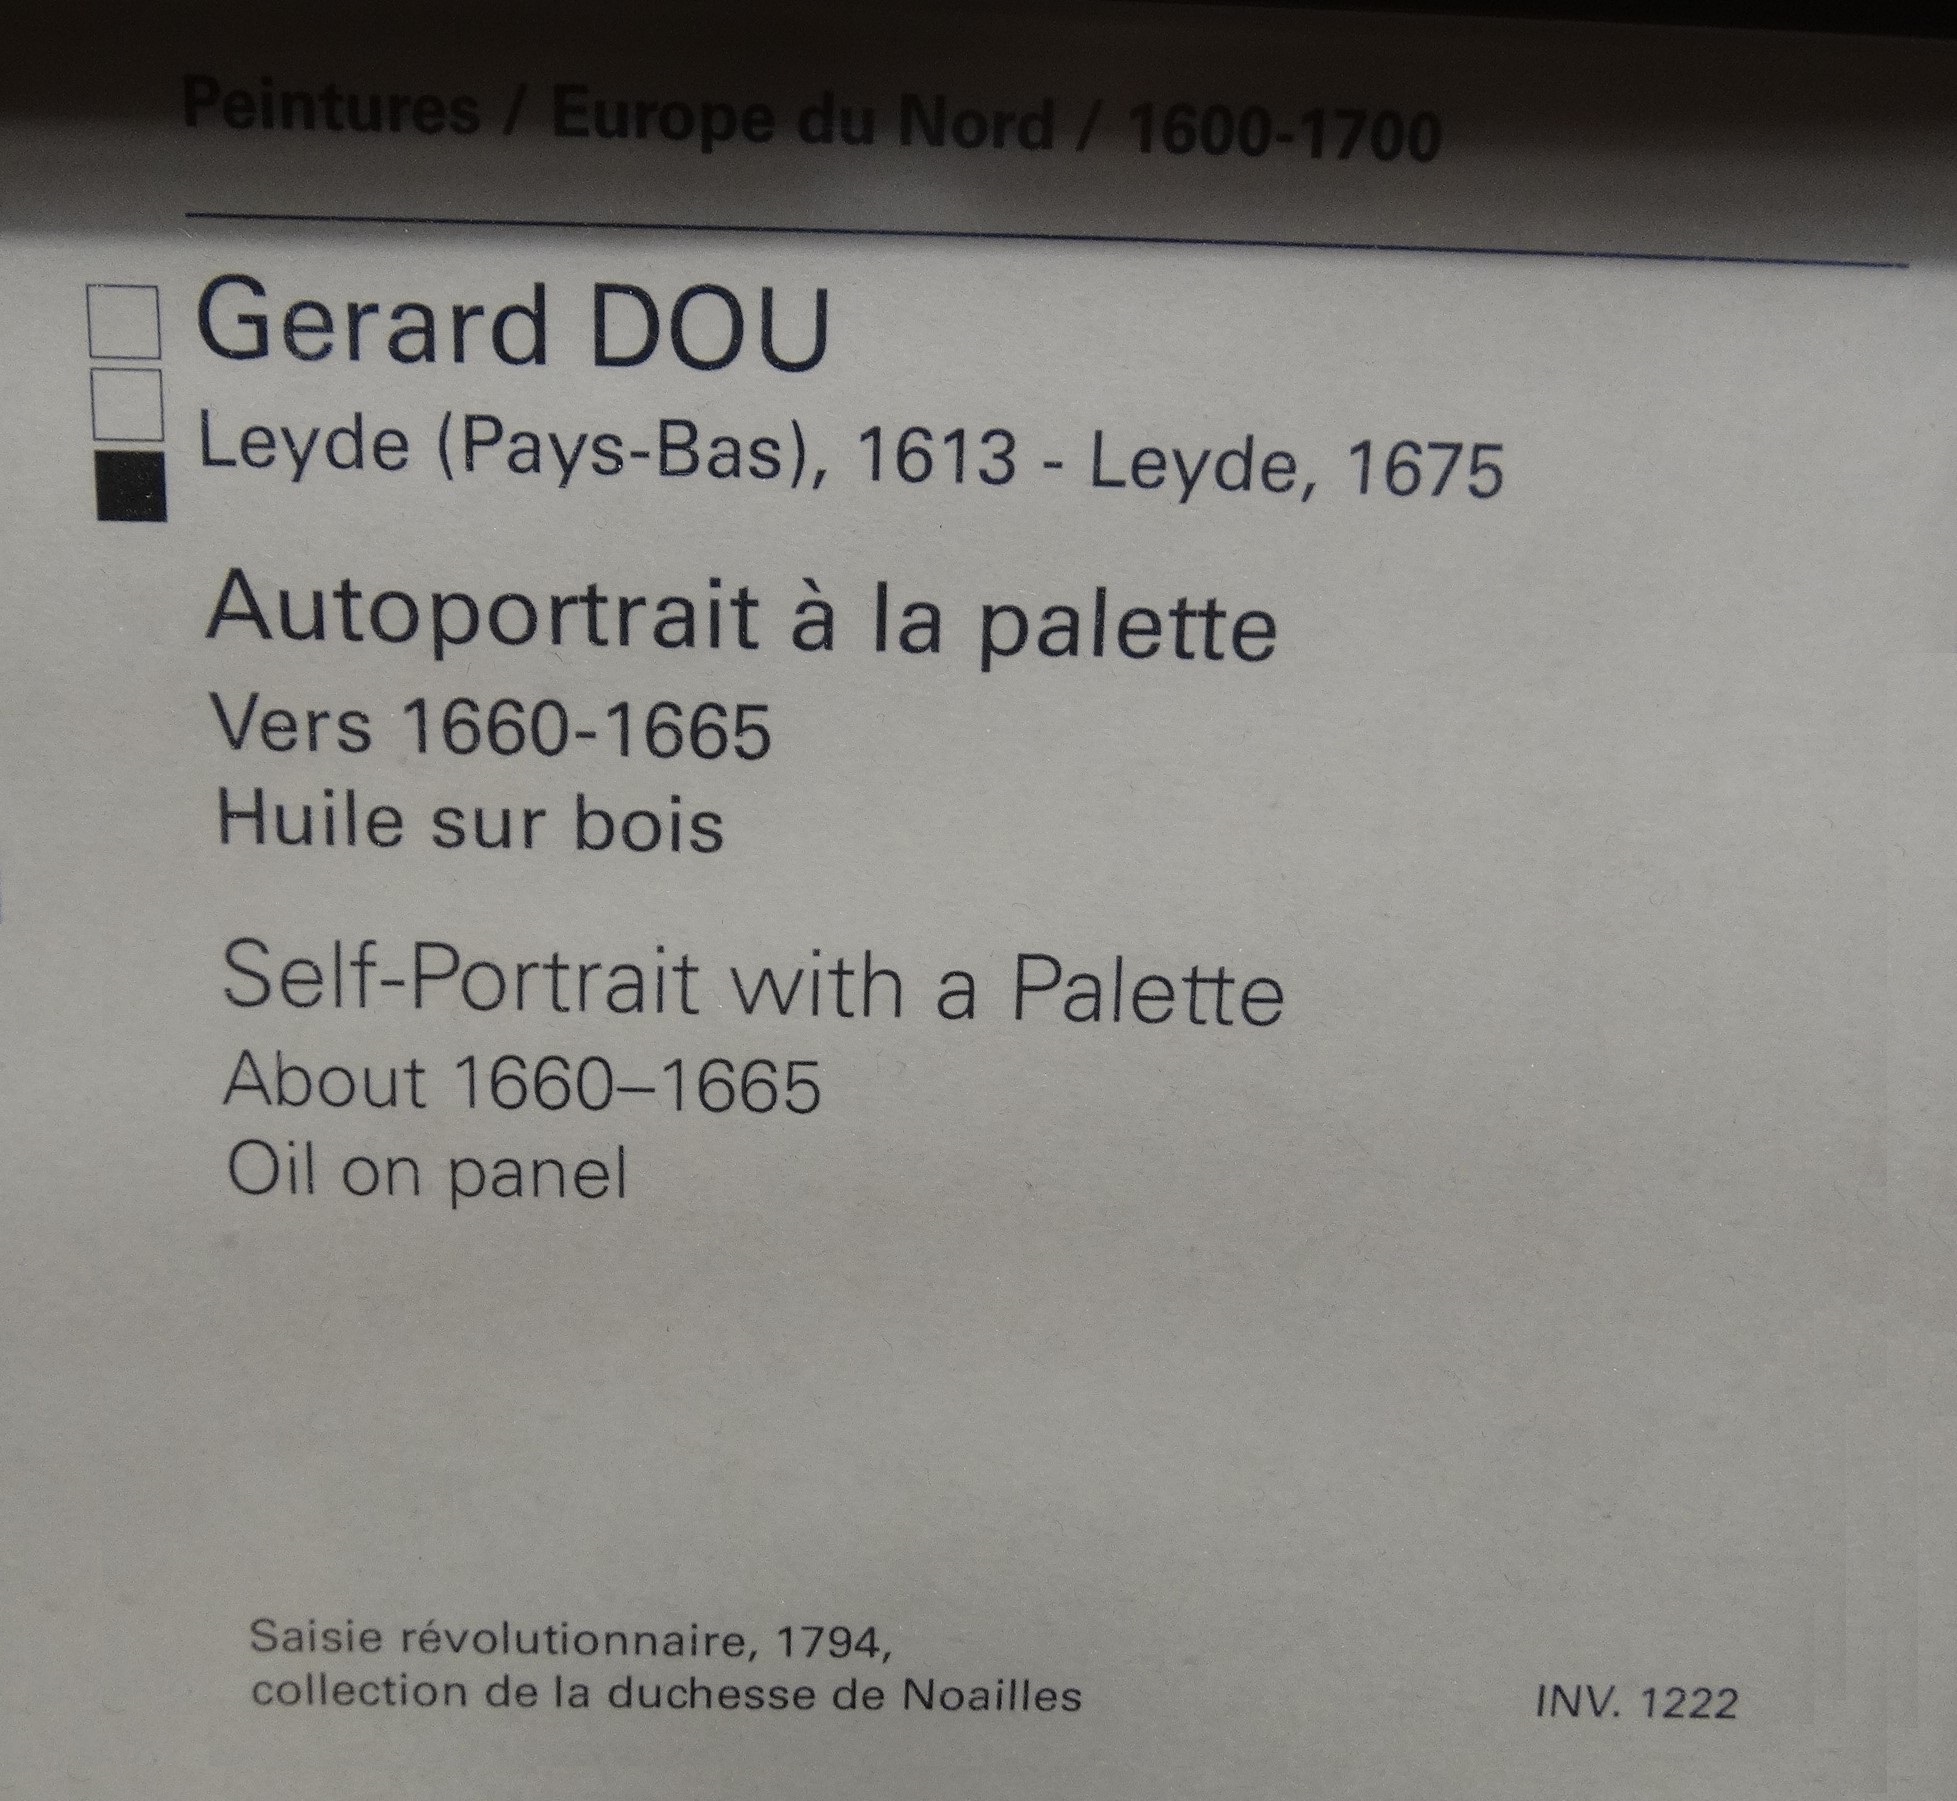 Peintures / Europe du Nord / 1600-1700
Gerard DOU
Leyde (Pays-Bas), 1613 - Leyde, 1675
Autoportrait à la palette
Vers 1660-1665
Huile sur bois
Self-Portrait with a Palette
About 1660–1665
Oil on panel
Saisie révolutionnaire, 1794,
collection de la duchesse de Noailles
INV. 1222